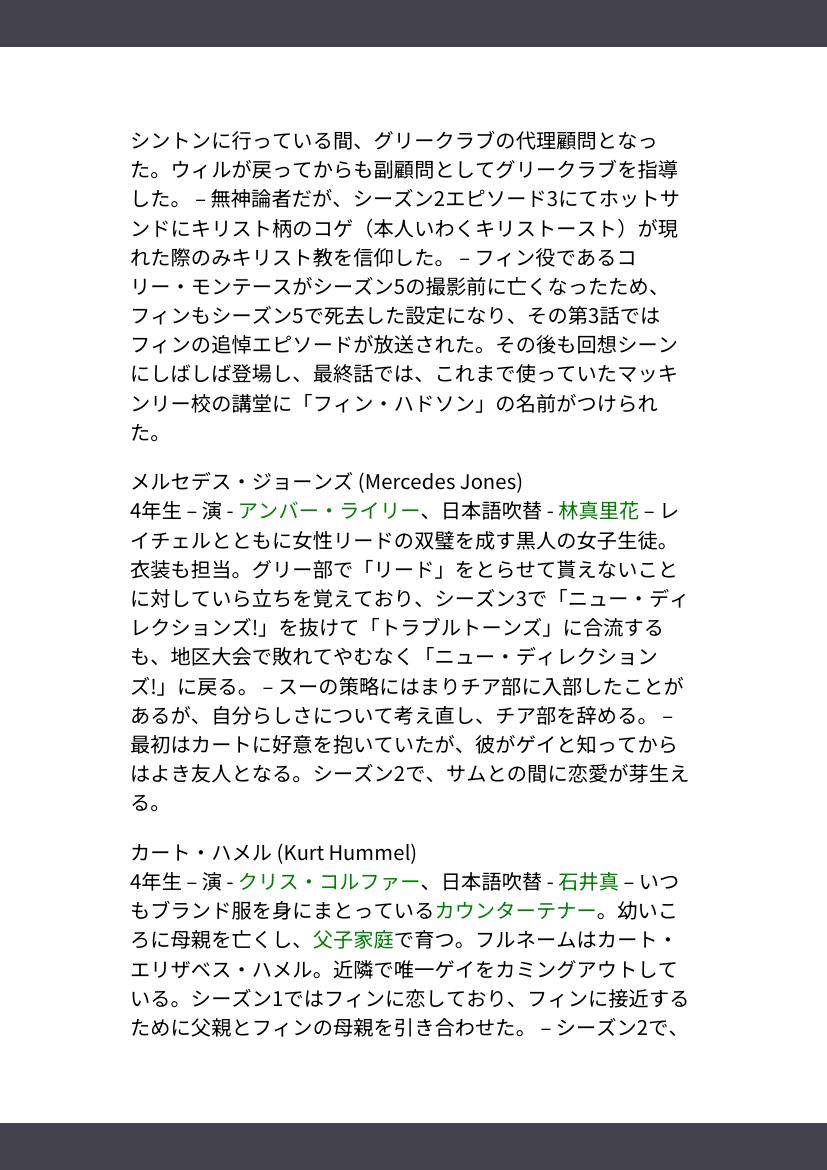 シントンに行っている間、グリークラブの代理顧問となっ
た。ウィルが戻ってからも副顧問としてグリークラブを指導
した。 – 無神論者だが、シーズン2エピソード3にてホットサ
ンドにキリスト柄のコゲ（本人いわくキリストースト）が現
れた際のみキリスト教を信仰した。 – フィン役であるコ
リー・モンテースがシーズン5の撮影前に亡くなったため、
フィンもシーズン5で死去した設定になり、その第3話では
フィンの追悼エピソードが放送された。その後も回想シーン
にしばしば登場し、最終話では、これまで使っていたマッキ
ンリー校の講堂に「フィン・ハドソン」の名前がつけられ
た。
メルセデス・ジョーンズ (Mercedes Jones)
4年生 – 演 - アンバー・ライリー、日本語吹替 - 林真里花 – レ
イチェルとともに女性リードの双璧を成す黒人の女子生徒。
衣装も担当。グリー部で「リード」をとらせて貰えないこと
に対していら立ちを覚えており、シーズン3で「ニュー・ディ
レクションズ!」を抜けて「トラブルトーンズ」に合流する
も、地区大会で敗れてやむなく「ニュー・ディレクション
ズ!」に戻る。 – スーの策略にはまりチア部に入部したことが
あるが、自分らしさについて考え直し、チア部を辞める。 –
最初はカートに好意を抱いていたが、彼がゲイと知ってから
はよき友人となる。シーズン2で、サムとの間に恋愛が芽生え
る。
カート・ハメル (Kurt Hummel)
4年生 – 演 - クリス・コルファー、日本語吹替 - 石井真 – いつ
もブランド服を身にまとっているカウンターテナー。幼いこ
ろに母親を亡くし、父子家庭で育つ。フルネームはカート・
エリザベス・ハメル。近隣で唯一ゲイをカミングアウトして
いる。シーズン1ではフィンに恋しており、フィンに接近する
ために父親とフィンの母親を引き合わせた。 – シーズン2で、